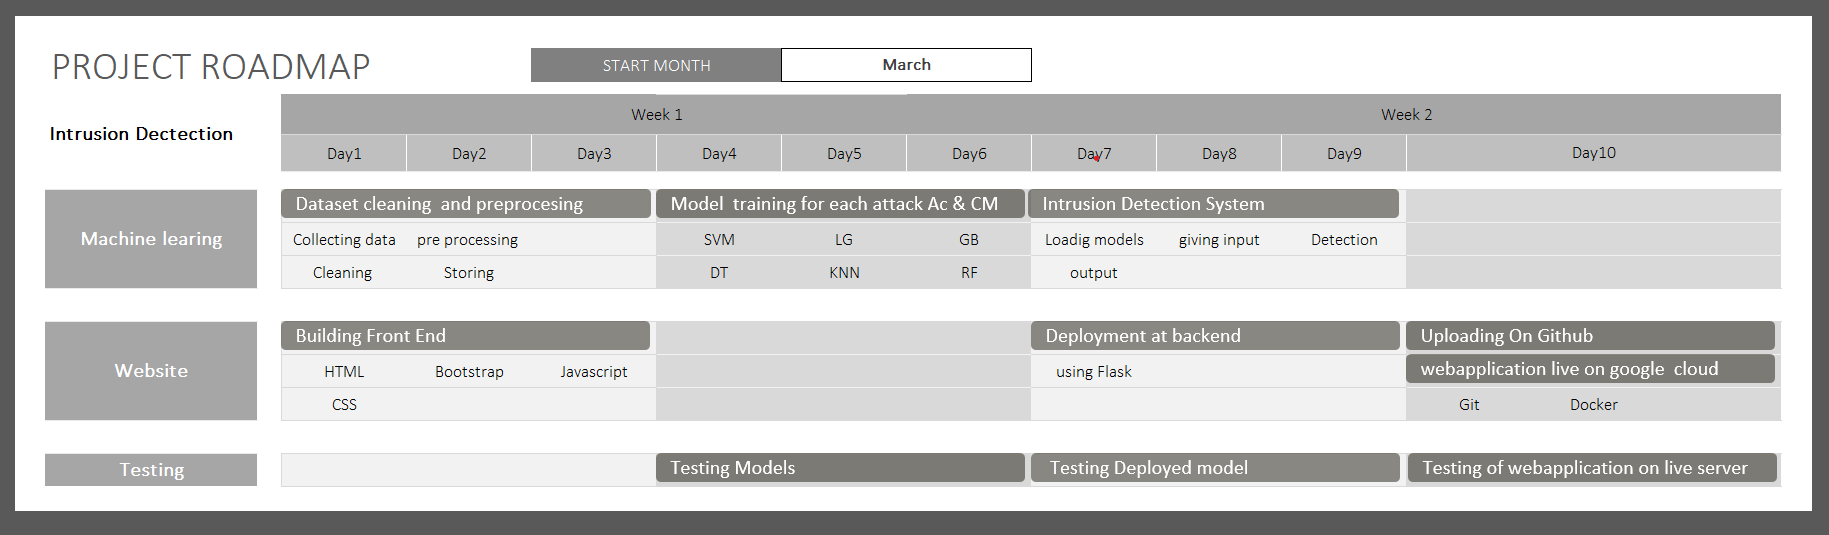 PROJECT ROADMAP
START MONTH March
Intrusion Dectection
Week 1 Week 2
Day1 Day2 Day3 Day4 Day5 Day6 Day7 Day8 Day9 Day10
Machine learing
Dataset cleaning  and preprocesing Model  training for each attack Ac & CM Intrusion Detection System
Collecting data pre processing SVM LG GB Loadig models giving input Detection
Cleaning Storing DT KNN RF output
Website
Building Front End Deployment at backend Uploading On Github
HTML Bootstrap Javascript using Flask webapplication live on google  cloud
CSS Git Docker
Testing Testing Models Testing Deployed model Testing of webapplication on live server